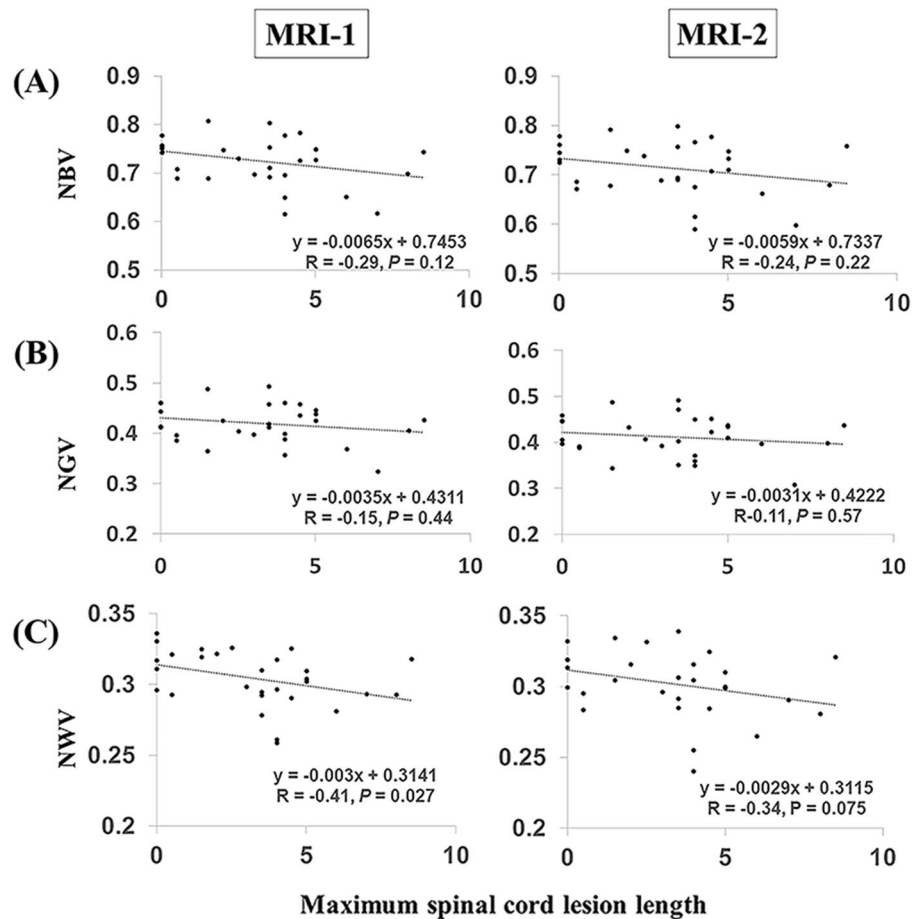 MRI-1
MRI-2
(A)
NBV
0.9
0.8
0.7
0.6
0.5
0
5
10
y = -0.0065x + 0.7453
R = -0.29, P = 0.12
0.9
0.8
0.7
0.6
0.5
0
5
10
y = -0.0059x + 0.7337
R = -0.24, P = 0.22
(B)
NGV
0.6
0.5
0.4
0.3
0.2
0
5
10
y = -0.0035x + 0.4311
R = -0.15, P = 0.44
0.6
0.5
0.4
0.3
0.2
0
5
10
y = -0.0031x + 0.4222
R-0.11, P = 0.57
(C)
NWV
0.35
0.3
0.25
0.2
0
5
10
y = -0.003x + 0.3141
R = -0.41, P = 0.027
0.35
0.3
0.25
0.2
0
5
10
y = -0.0029x + 0.3115
R = -0.34, P = 0.075
Maximum spinal cord lesion length